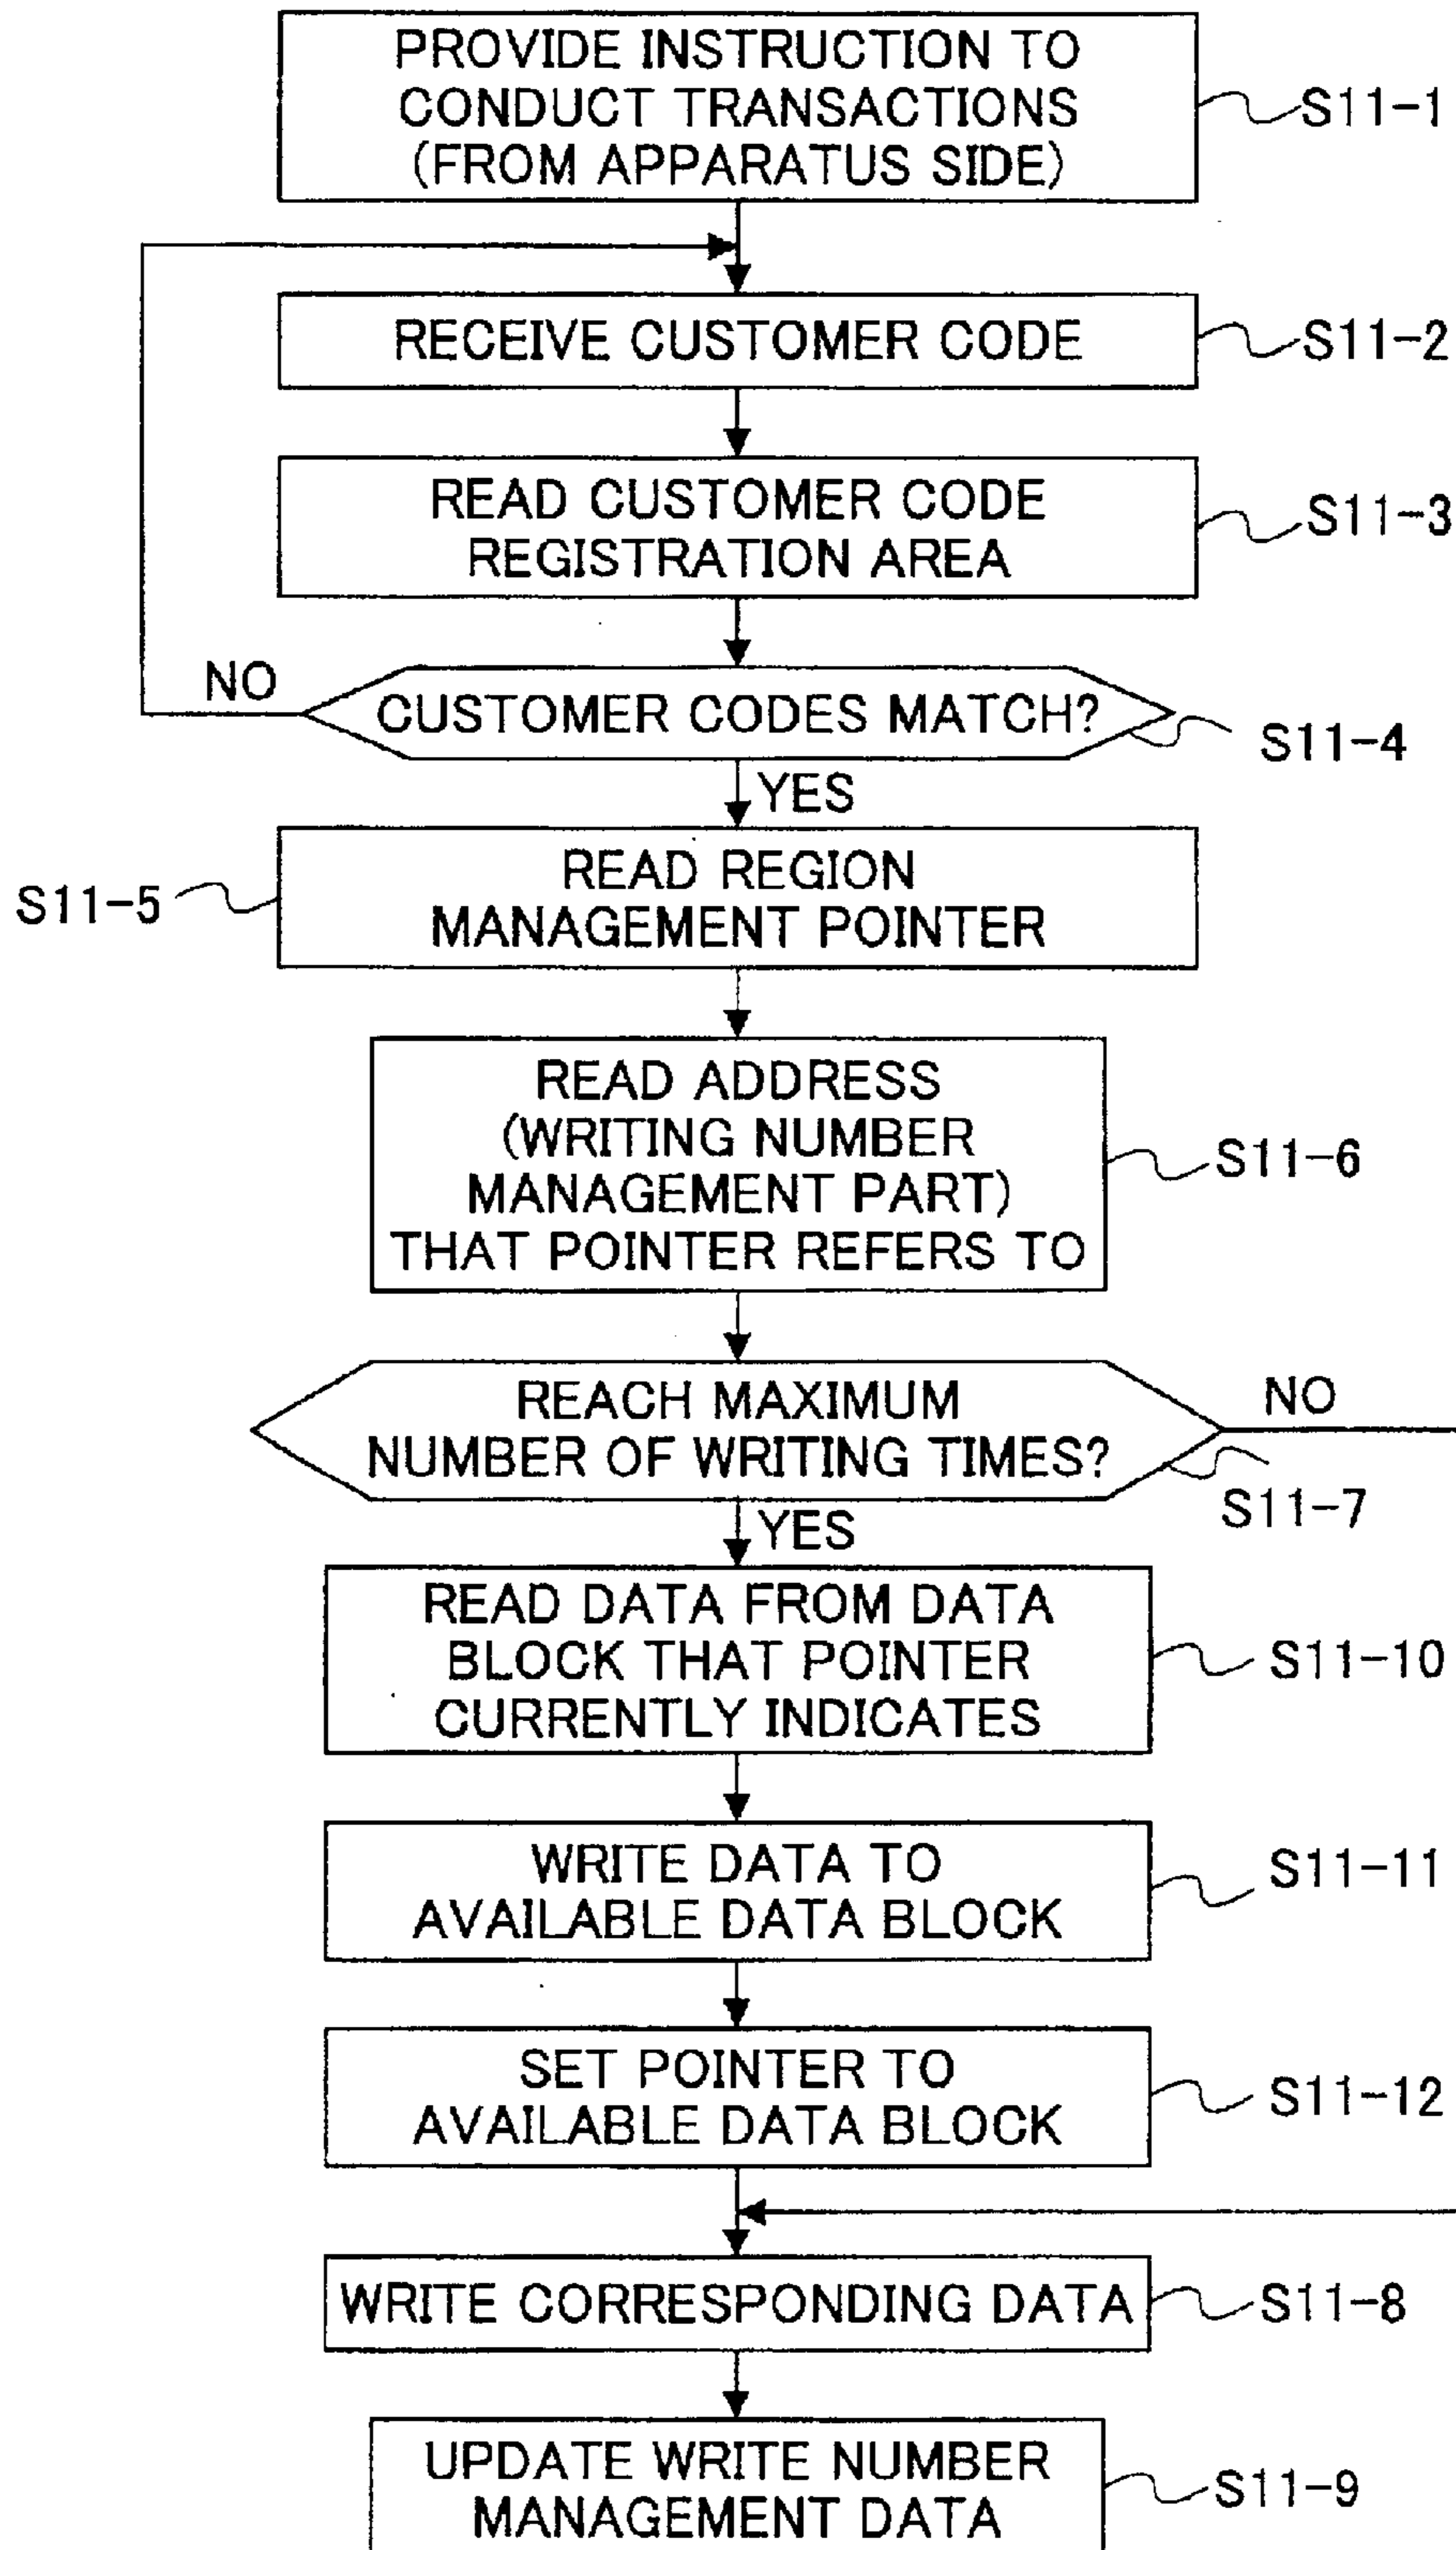 PROVIDE INSTRUCTION TO
CONDUCT TRANSACTIONS
(FROM APPARATUS SIDE)
S11-1
RECEIVE CUSTOMER CODE
S11-2
READ CUSTOMER CODE
REGISTRATION AREA
S11-3
NO
CUSTOMER CODES MATCH?
S11-4
YES
READ REGION
MANAGEMENT POINTER
S11-5
READ ADDRESS
(WRITING NUMBER
MANAGEMENT PART)
THAT POINTER REFERS TO
S11-6
REACH MAXIMUM
NUMBER OF WRITING TIMES?
NO
S11-7
YES
READ DATA FROM DATA
BLOCK THAT POINTER
CURRENTLY INDICATES
S11-10
WRITE DATA TO
AVAILABLE DATA BLOCK
S11-11
SET POINTER TO
AVAILABLE DATA BLOCK
S11-12
WRITE CORRESPONDING DATA
S11-8
UPDATE WRITE NUMBER
MANAGEMENT DATA
S11-9